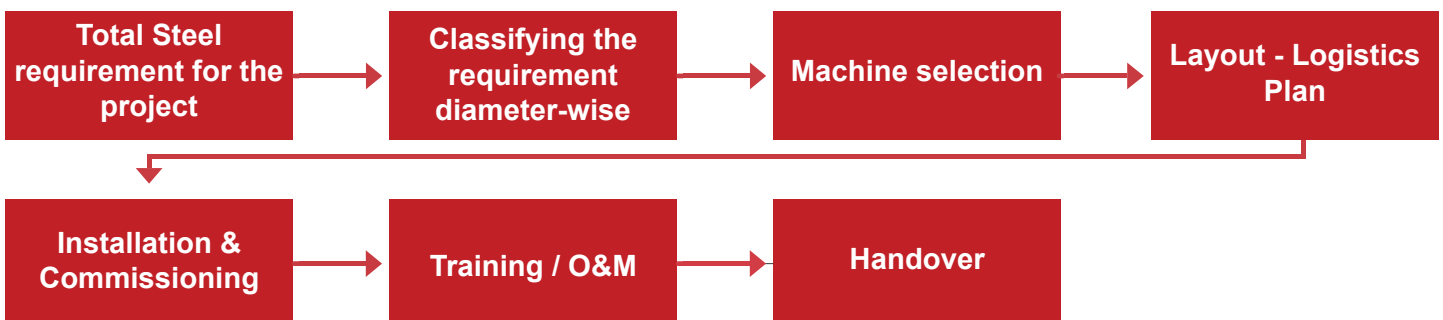 Total Steel
requirement for the
project
Classifying the
requirement
diameter-wise
Machine selection
Layout - Logistics
Plan
Installation &
Commissioning
Training / O&M
Handover